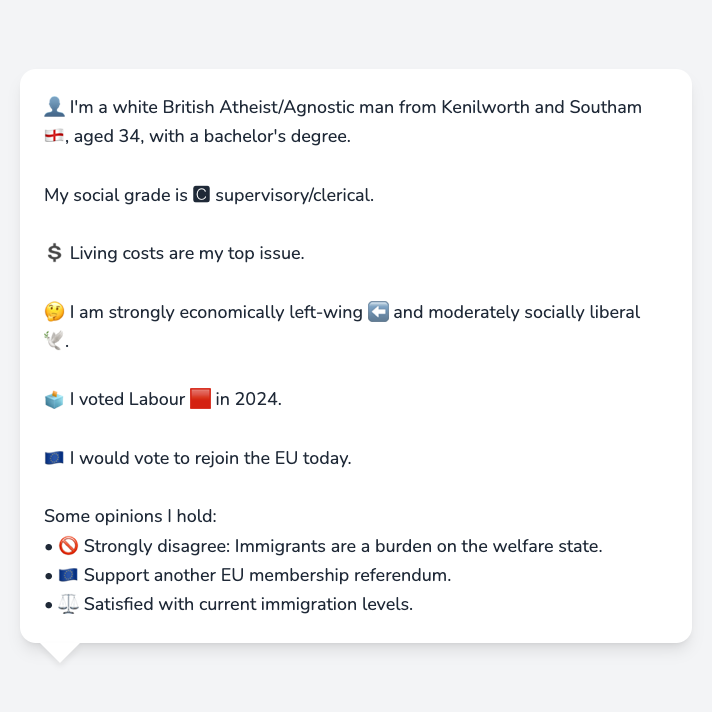 👤 I'm a white British Atheist/Agnostic man from Kenilworth and Southam
🏴󠁧󠁢󠁥󠁮󠁧󠁿, aged 34, with a bachelor's degree.
My social grade is 🅲 supervisory/clerical.
💲 Living costs are my top issue.
🤔 I am strongly economically left-wing ⬅️ and moderately socially liberal
🕊️.
🗳️ I voted Labour 🟥 in 2024.
🇪🇺 I would vote to rejoin the EU today.
Some opinions I hold:
• 🚫 Strongly disagree: Immigrants are a burden on the welfare state.
• 🇪🇺 Support another EU membership referendum.
• ⚖️ Satisfied with current immigration levels.